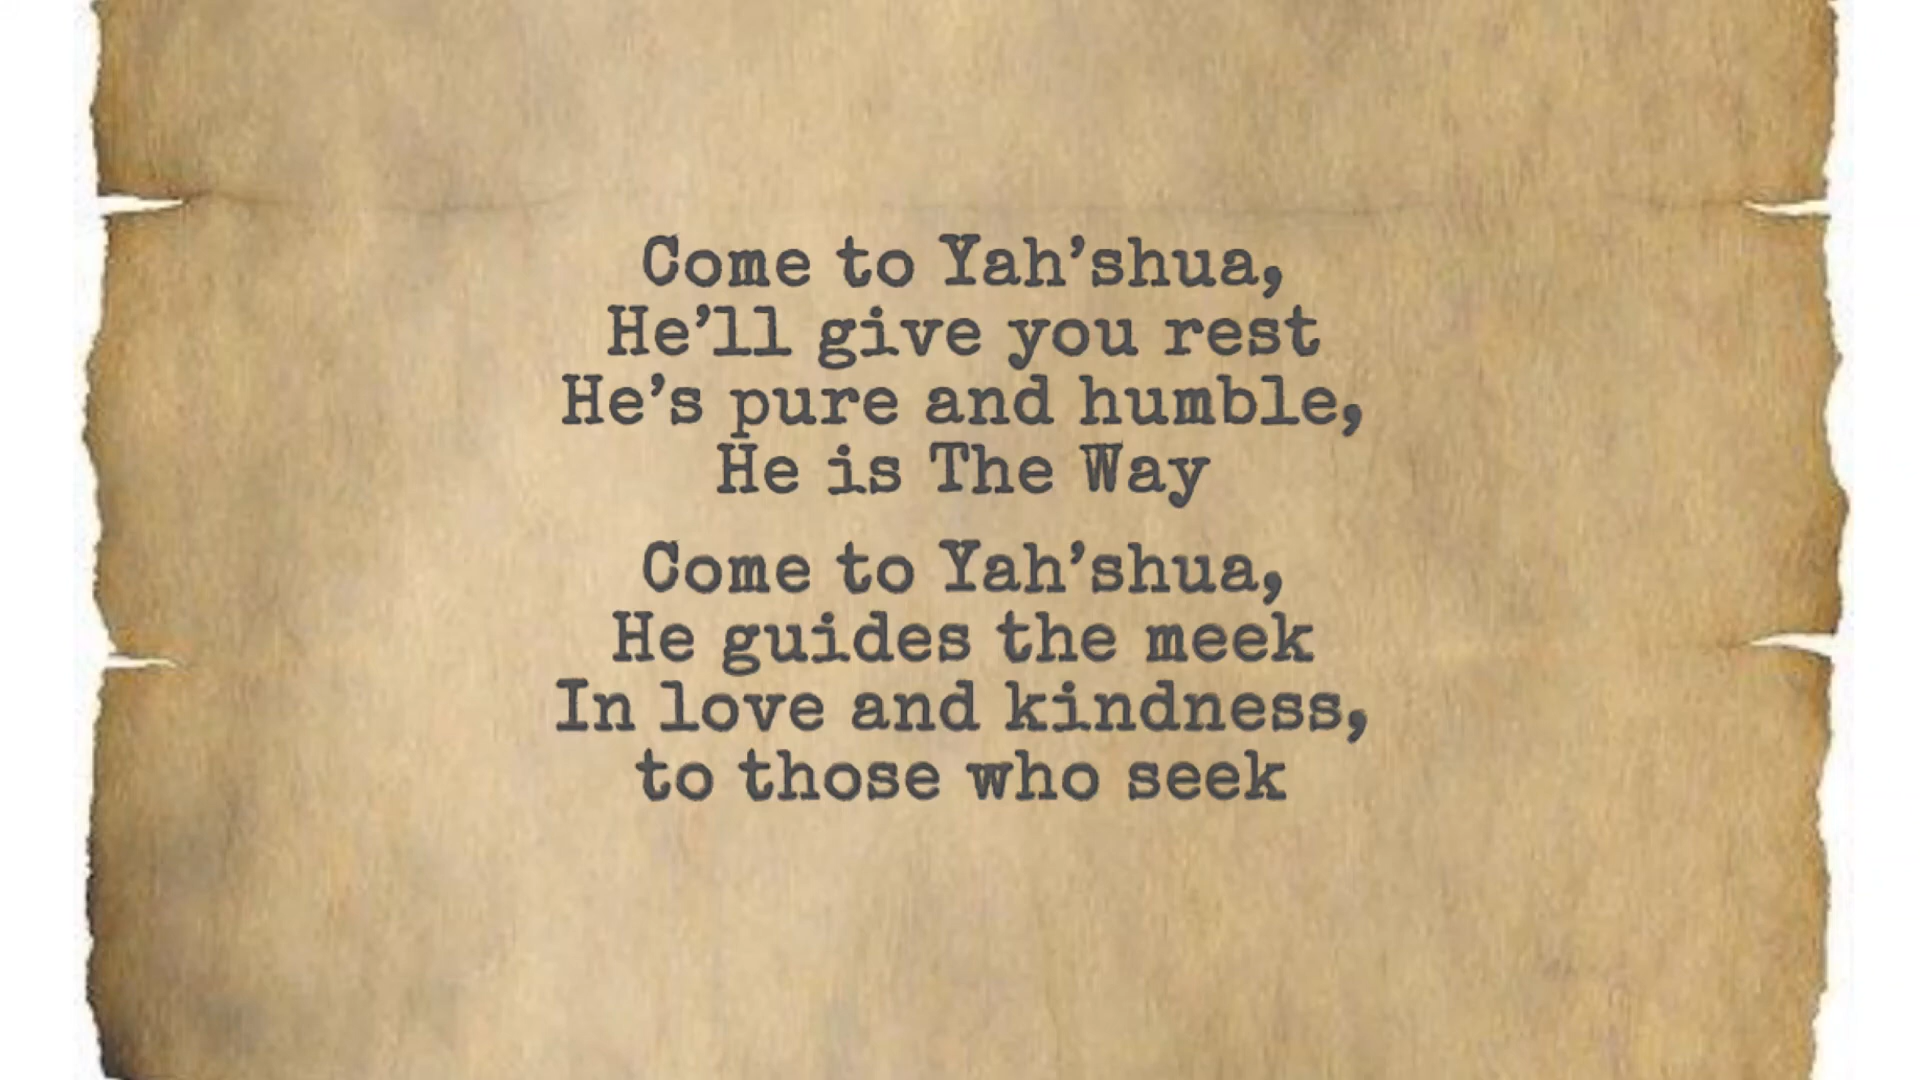 Come to Yah’shua,
He’ll give you rest
He’s pure and humble,
He is The Way
Come to Yah’shua,
He guides the meek
In love and kindness,
to those who seek